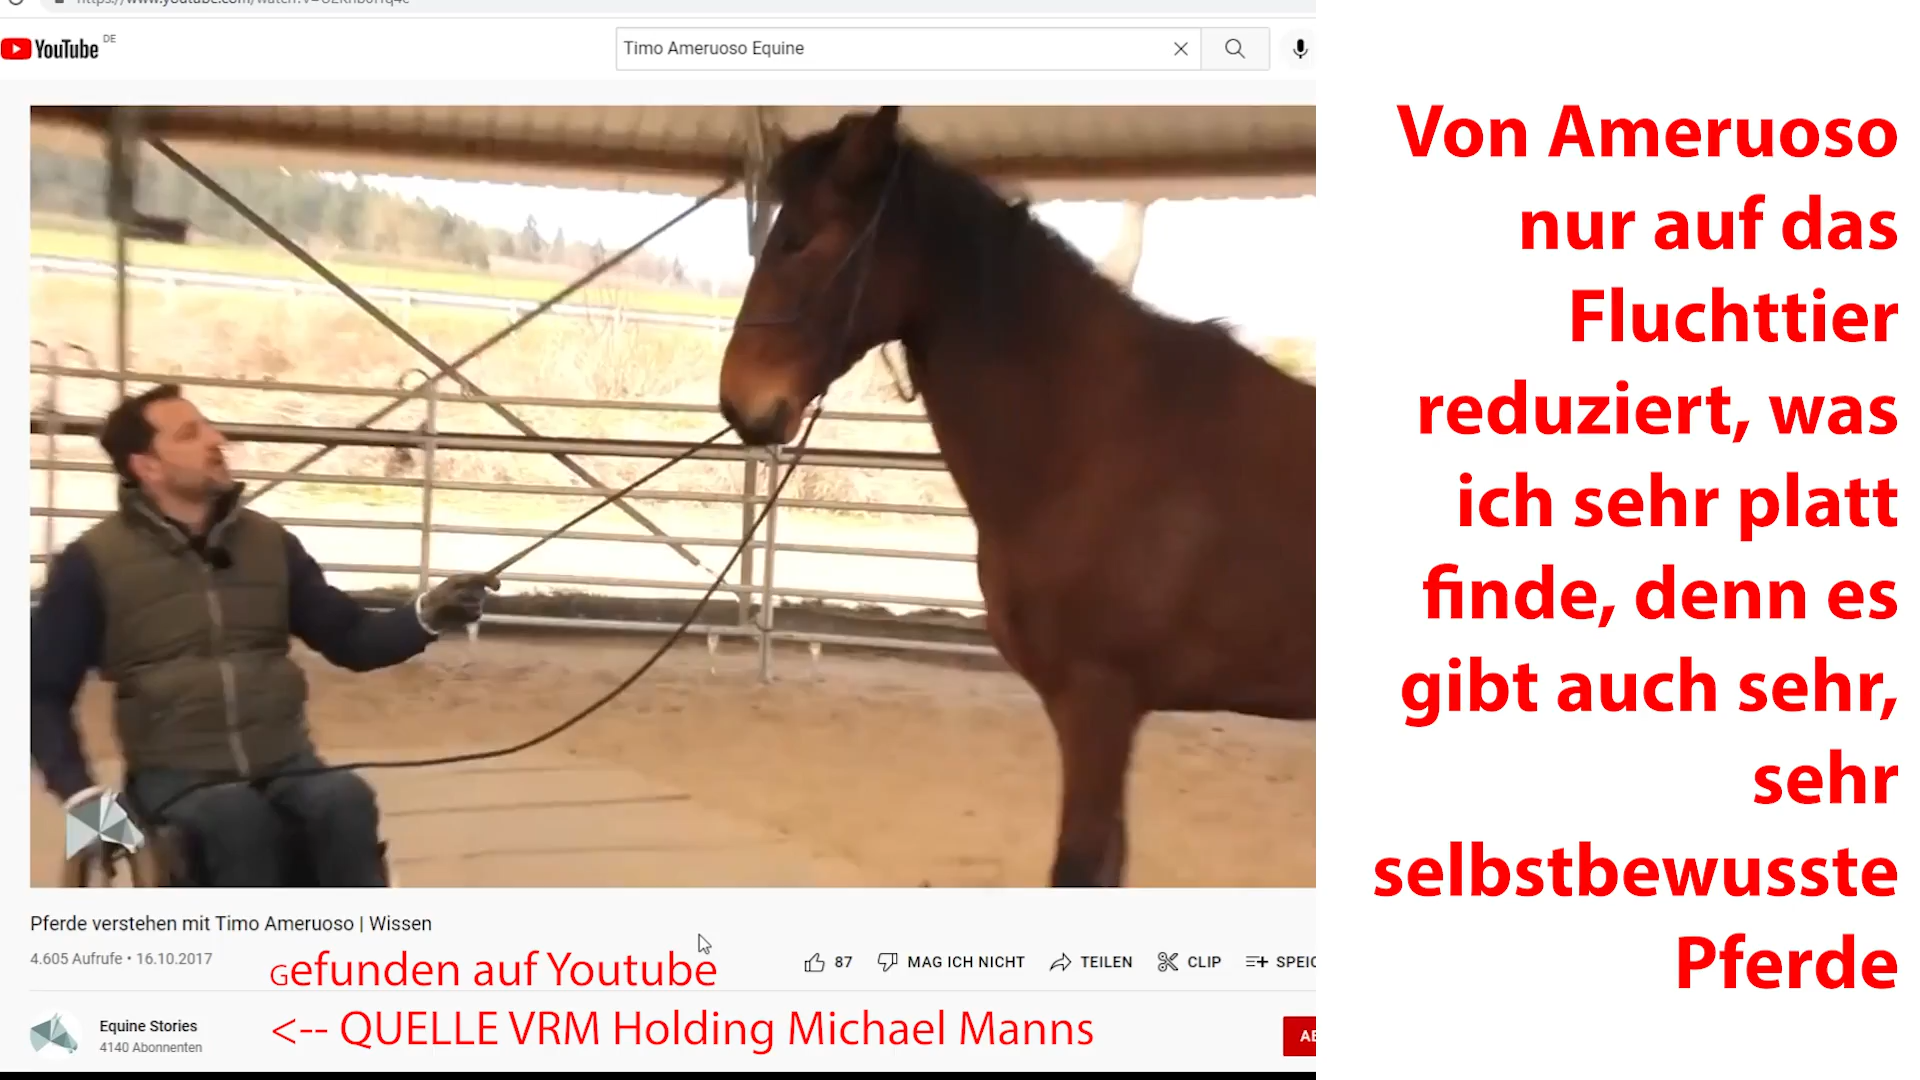 YouTube DE
Timo Ameruoso Equine
Von Ameruoso
nur auf das
Fluchttier
reduziert, was
ich sehr platt
finde, denn es
gibt auch sehr,
sehr
selbstbewusste
Pferde
Pferde verstehen mit Timo Ameruoso | Wissen
4.605 Aufrufe • 16.10.2017
Gefunden auf Youtube
87 MAG ICH NICHT TEILEN CLIP SPEIC
Equine Stories
4140 Abonnenten
<-- QUELLE VRM Holding Michael Manns